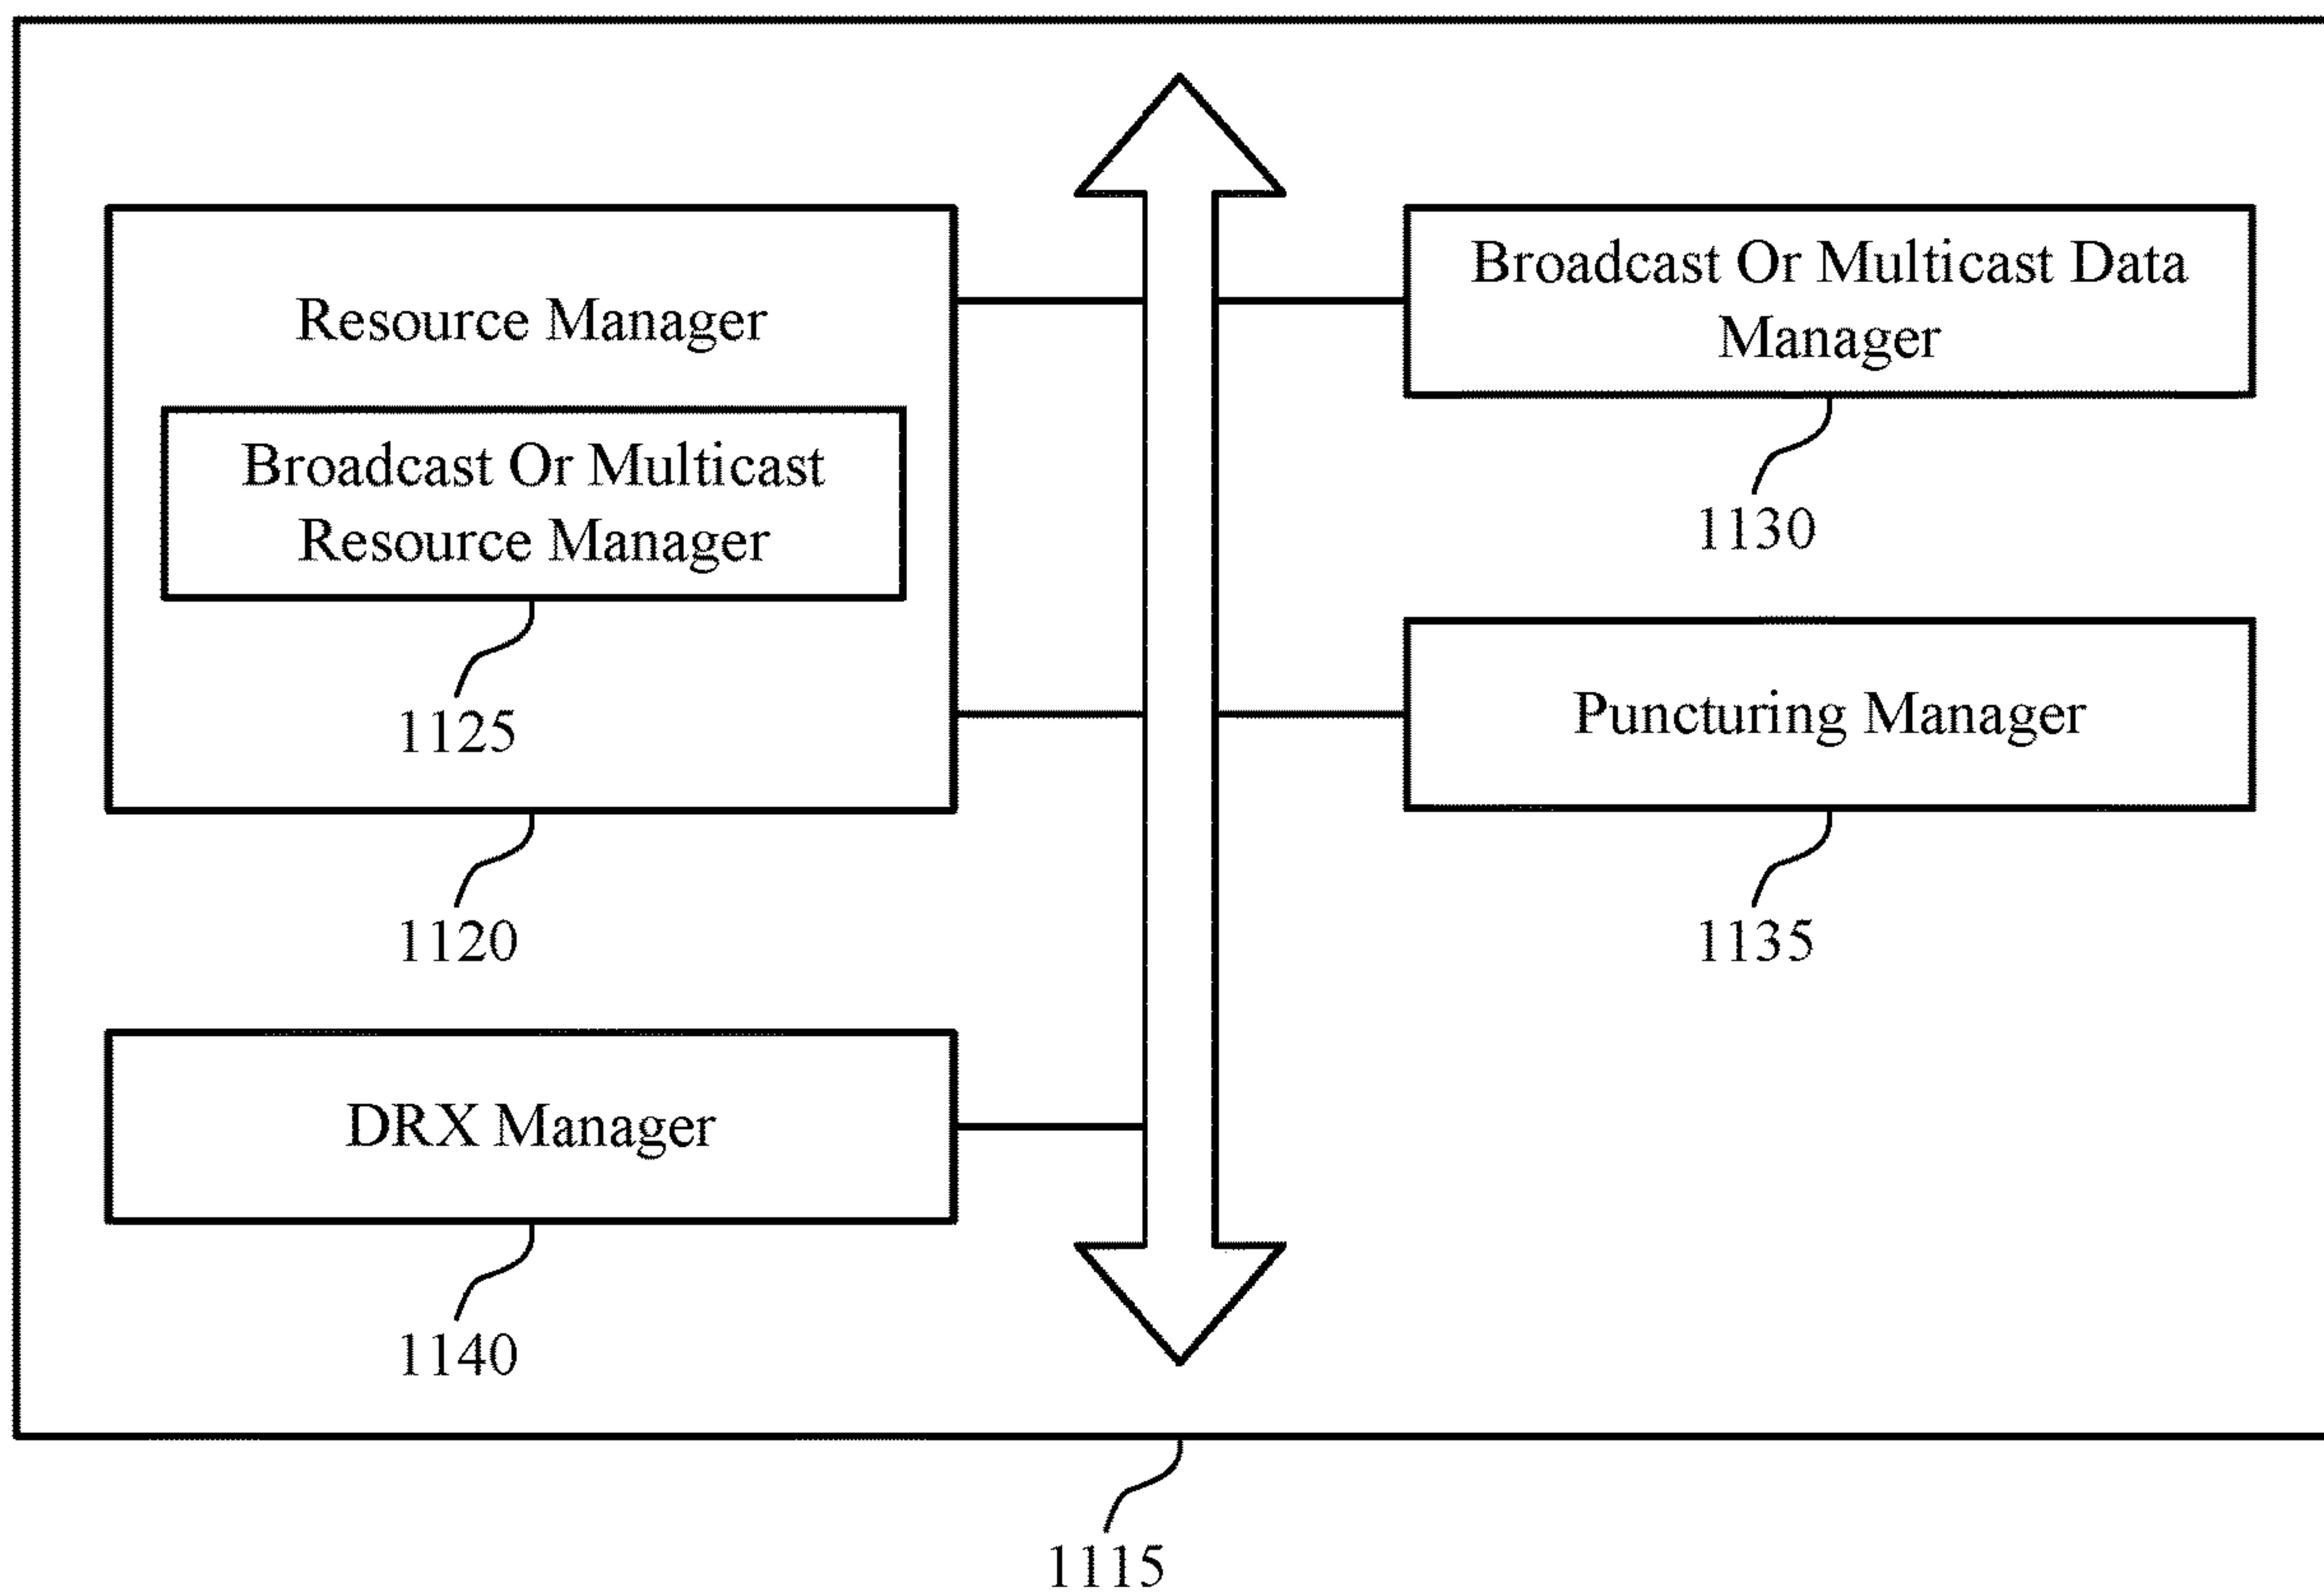 Resource Manager
Broadcast Or Multicast
Resource Manager
1125
1120
Broadcast Or Multicast Data
Manager
1130
Puncturing Manager
1135
DRX Manager
1140
1115